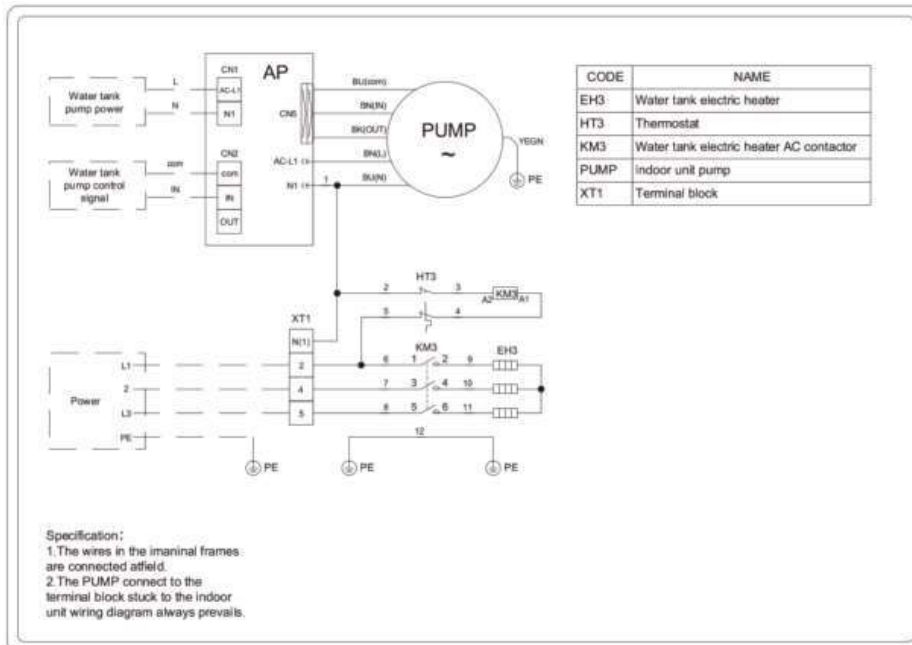 AP
CN1
AC-L1
N1
CN2
com
IN
OUT
CN5
AC-L1
N1
1
Water tank
pump power
L
N
Water tank
pump control
signal
com
IN
BU(com)
BN(IN)
BK(OUT)
BN(L)
BU(N)
PUMP
~
YEGN
PE
CODE NAME
EH3 Water tank electric heater
HT3 Thermostat
KM3 Water tank electric heater AC contactor
PUMP indoor unit pump
XT1 Terminal block
HT3
2 3 A2 KM3 A1
5 4
XT1
N(1)
2
4
5
Power
L1
2
L3
PE
KM3 EH3
6 1 2 9
7 3 4 10
8 5 6 11
12
PE PE PE
Specification:
1.The wires in the imaninal frames
are connected atfield.
2.The PUMP connect to the
terminal block stuck to the indoor
unit wiring diagram always prevails.